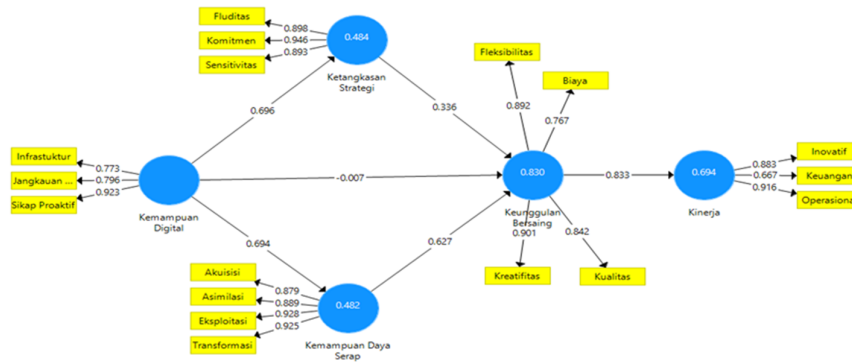 Fluditas
Komitmen
Sensitivitas
0.898
0.946
0.893
0.484
Ketangkasan
Strategi
Fleksibilitas
Biaya
0.892
0.767
0.696
0.336
Infrastuktur
Jangkauan ...
Sikap Proaktif
0.773
0.796
0.923
Kemampuan
Digital
-0.007
0.830
Keunggulan
Bersaing
0.833
0.694
Kinerja
0.883
0.667
0.916
Inovatif
Keuangan
Operasional
0.694
0.627
0.901
0.842
Kreatifitas
Kualitas
Akuisisi
Asimilasi
Eksploitasi
Transformasi
0.879
0.889
0.928
0.925
0.482
Kemampuan Daya
Serap